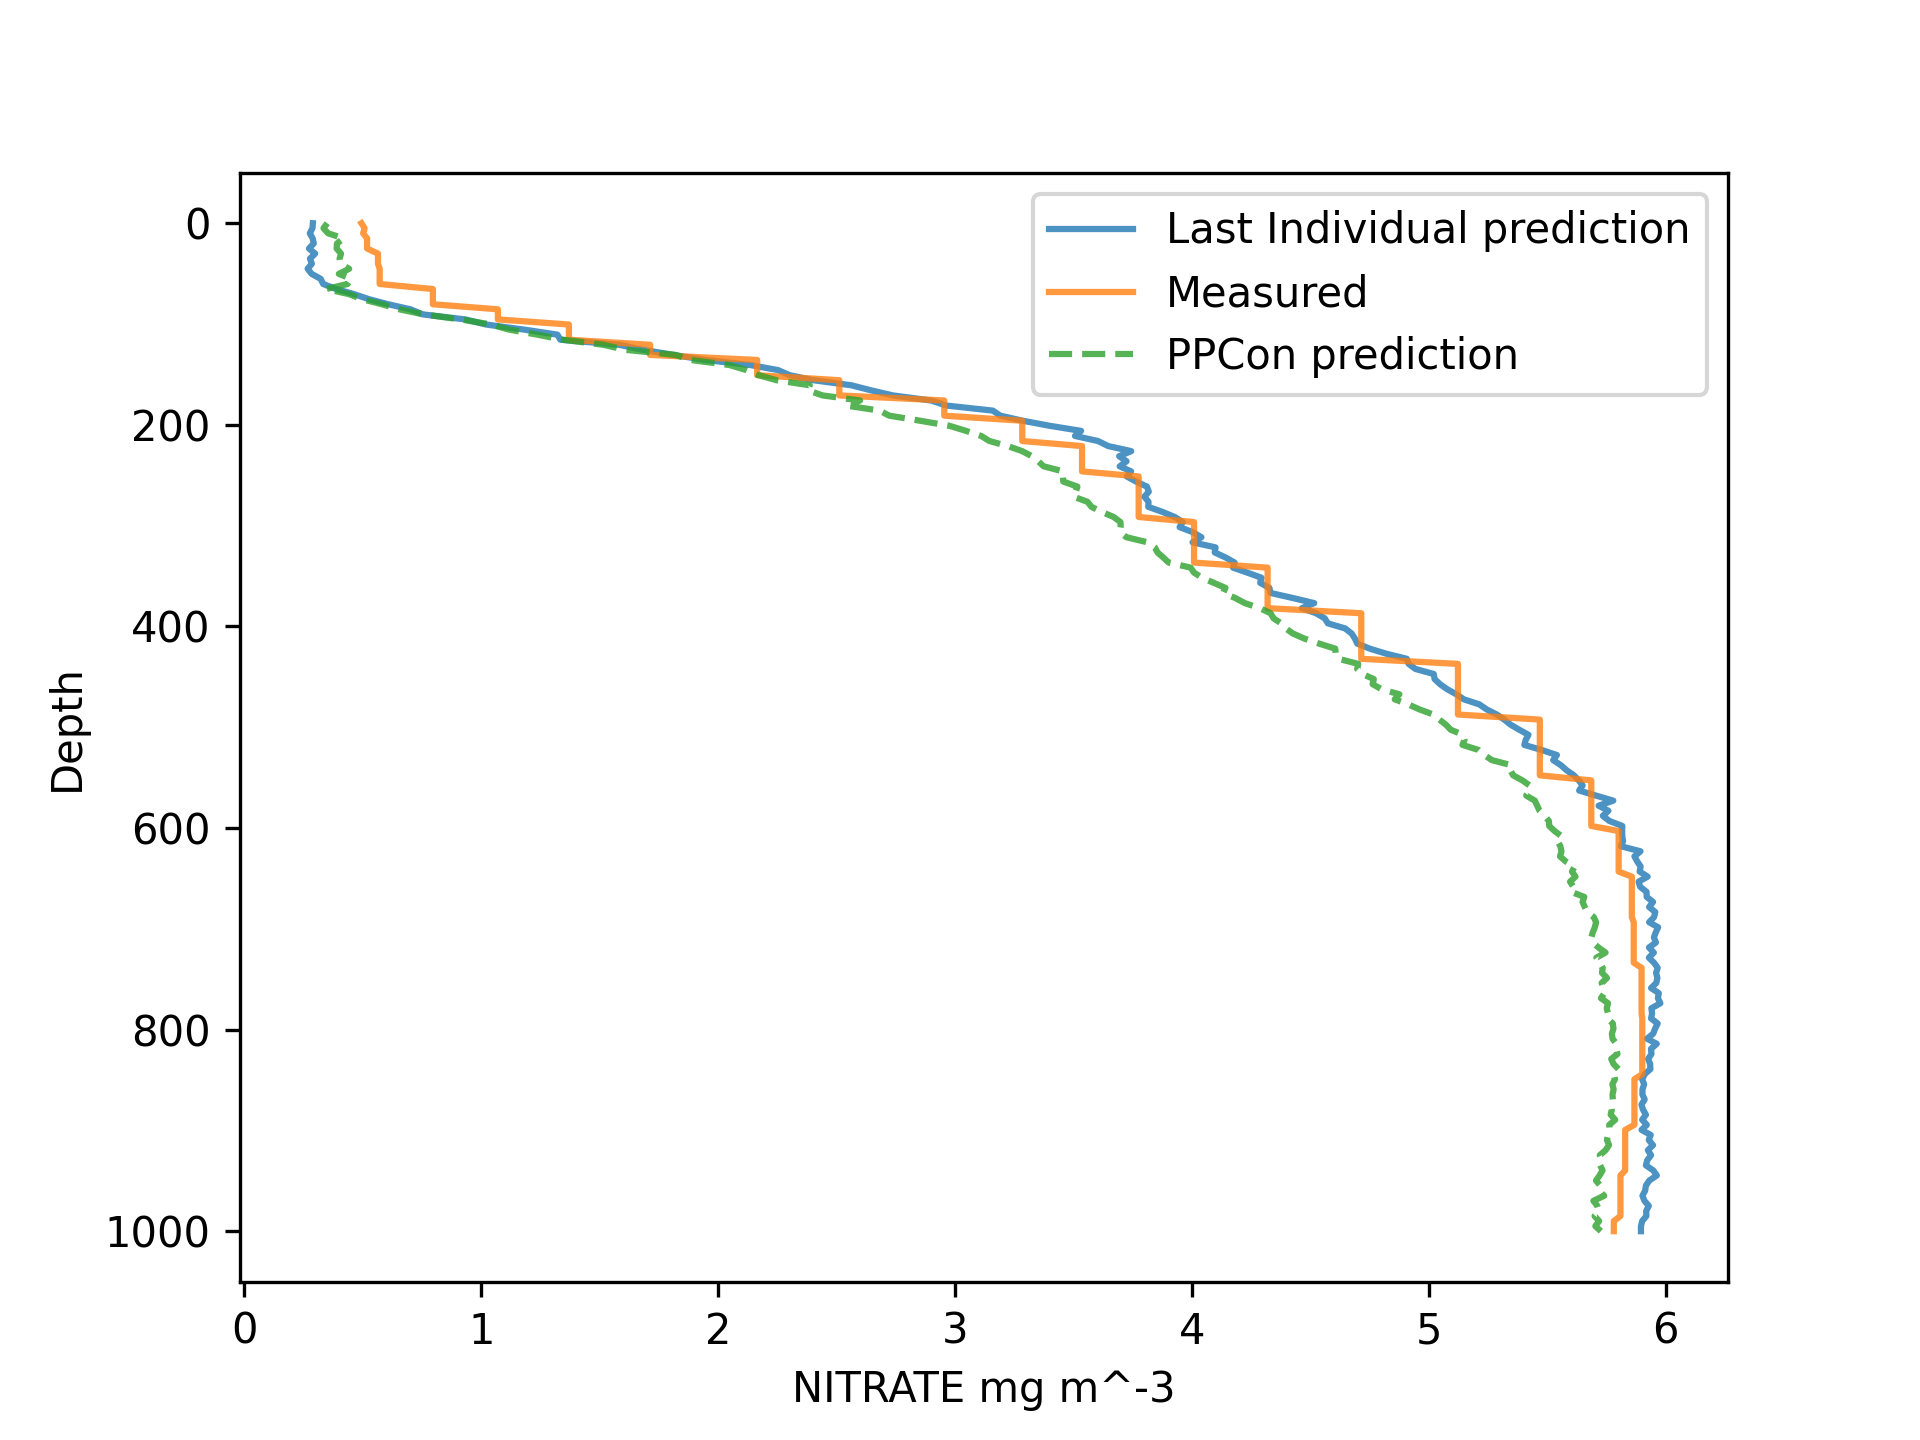 Last Individual prediction
Measured
PPCon prediction
0
200
400
600
800
1000
Depth
0 1 2 3 4 5 6
NITRATE mg m^-3